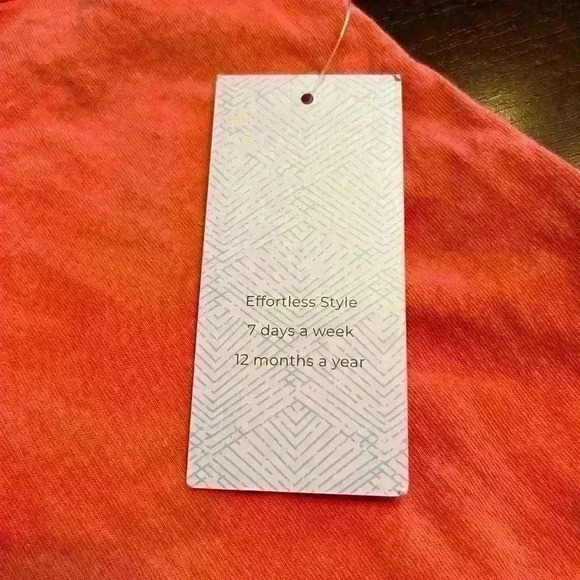 Effortless Style
7 days a week
12 months a year